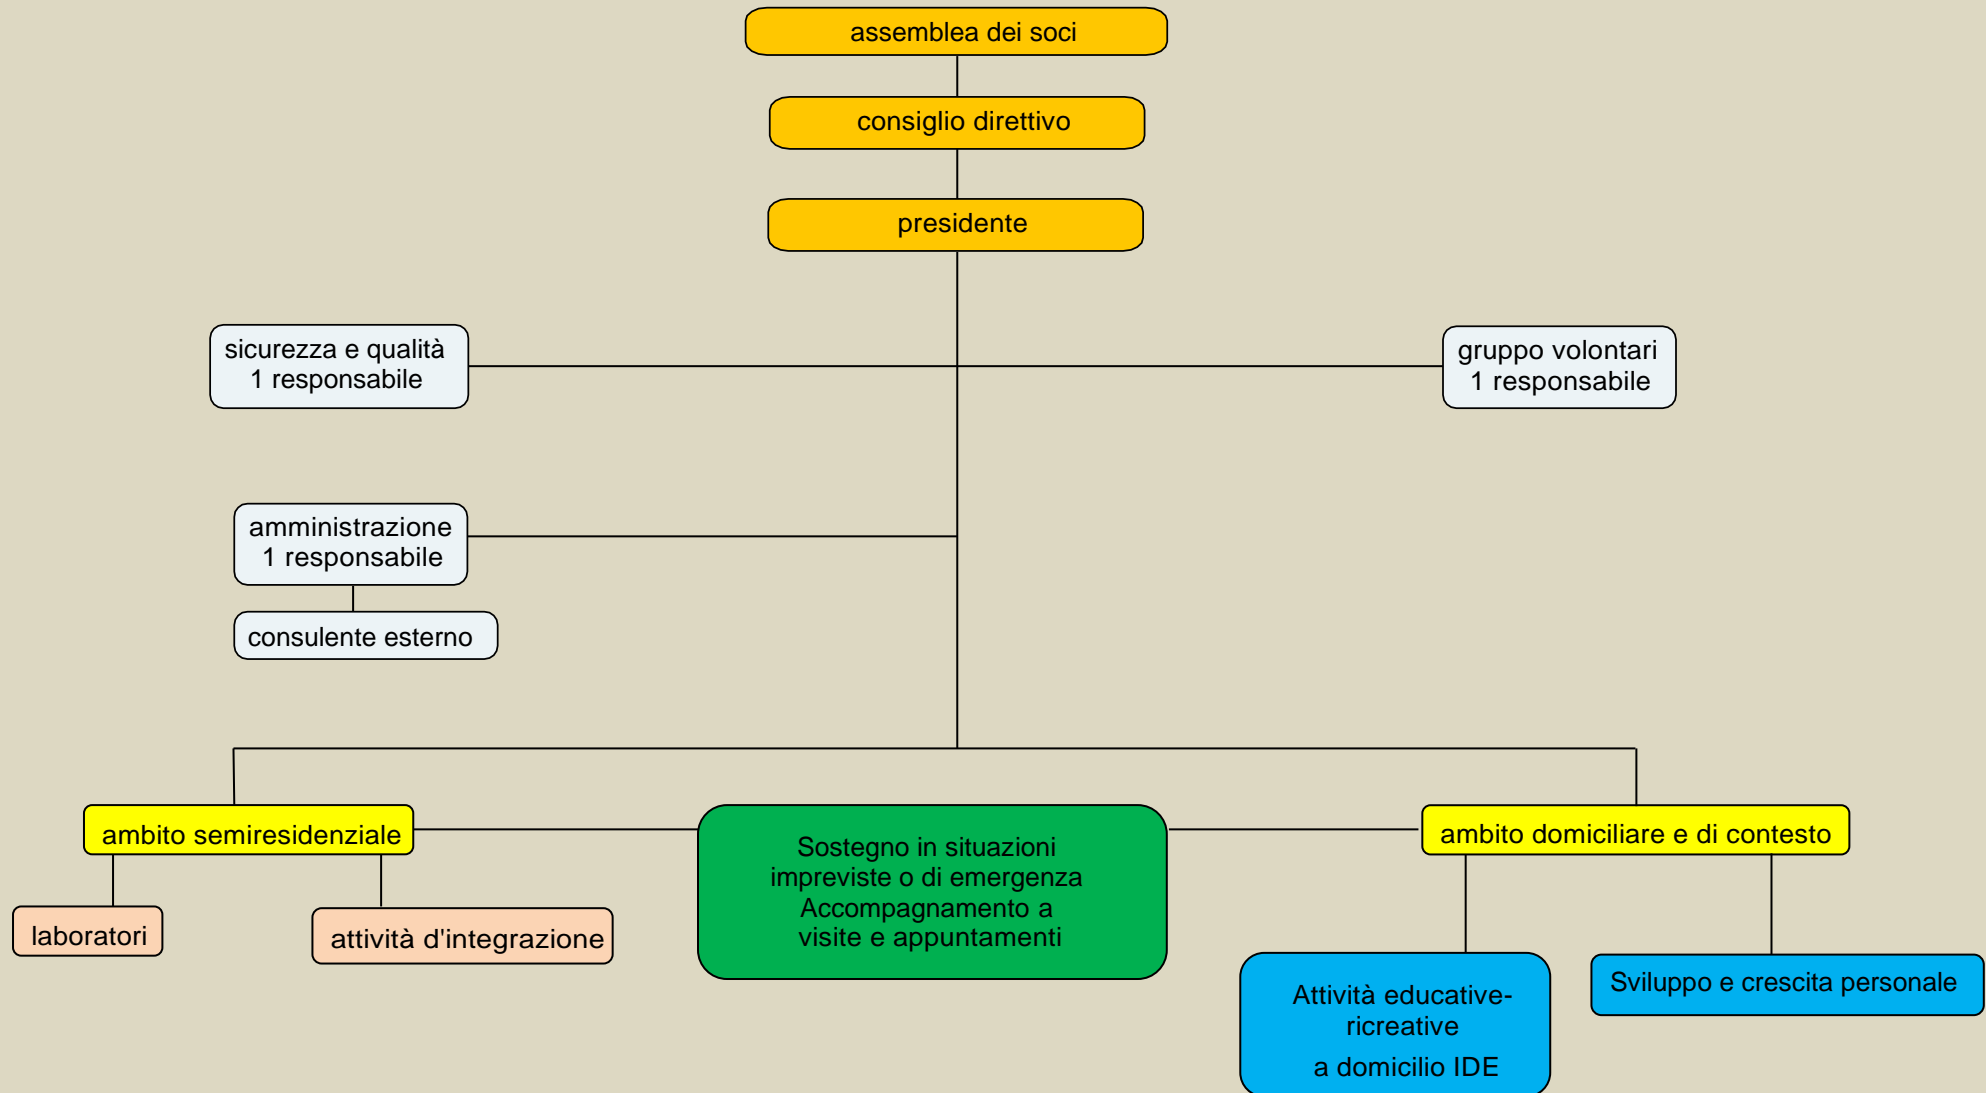 assemblea dei soci
consiglio direttivo
presidente
sicurezza e qualità
1 responsabile
gruppo volontari
1 responsabile
amministrazione
1 responsabile
consulente esterno
ambito semiresidenziale
Sostegno in situazioni
impreviste o di emergenza
Accompagnamento a
visite e appuntamenti
ambito domiciliare e di contesto
laboratori
attività d'integrazione
Attività educative-
ricreative
a domicilio IDE
Sviluppo e crescita personale